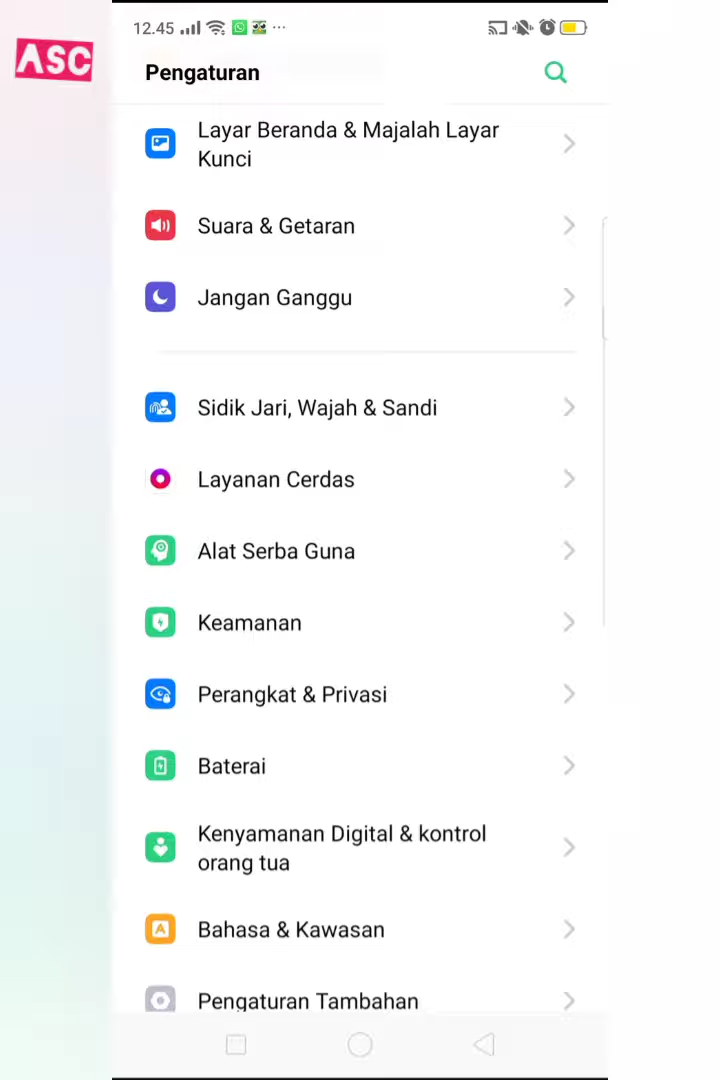 ASC
12.45
Pengaturan
Layar Beranda & Majalah Layar
Kunci
Suara & Getaran
Jangan Ganggu
Sidik Jari, Wajah & Sandi
Layanan Cerdas
Alat Serba Guna
Keamanan
Perangkat & Privasi
Baterai
Kenyamanan Digital & kontrol
orang tua
A
Bahasa & Kawasan
Pengaturan Tambahan